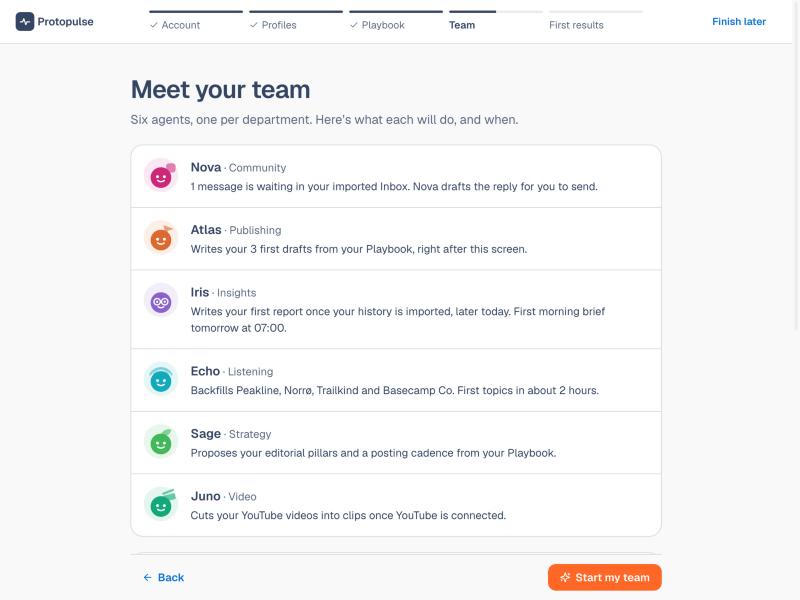 Protopulse
Account
Profiles
Playbook
Team
First results
Finish later
Meet your team
Six agents, one per department. Here's what each will do, and when.
Nova · Community
1 message is waiting in your imported Inbox. Nova drafts the reply for you to send.
Atlas · Publishing
Writes your 3 first drafts from your Playbook, right after this screen.
Iris · Insights
Writes your first report once your history is imported, later today. First morning brief
tomorrow at 07:00.
Echo · Listening
Backfills Peakline, Norrø, Trailkind and Basecamp Co. First topics in about 2 hours.
Sage · Strategy
Proposes your editorial pillars and a posting cadence from your Playbook.
Juno · Video
Cuts your YouTube videos into clips once YouTube is connected.
Back
Start my team